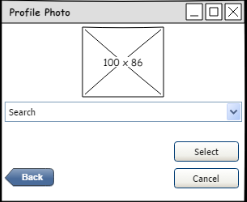 Profile Photo
100 x 86
Search
Select
Back
Cancel